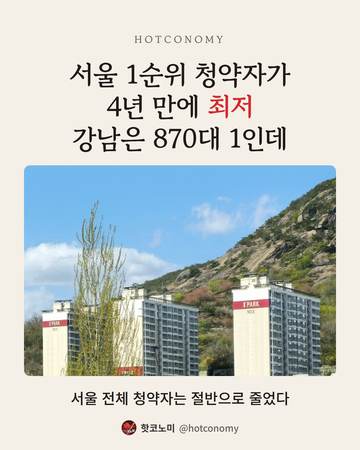 HOTCONOMY
서울 1순위 청약자가
4년 만에 최저
강남은 870대 1인데
서울 전체 청약자는 절반으로 줄었다
핫코노미 @hotconomy